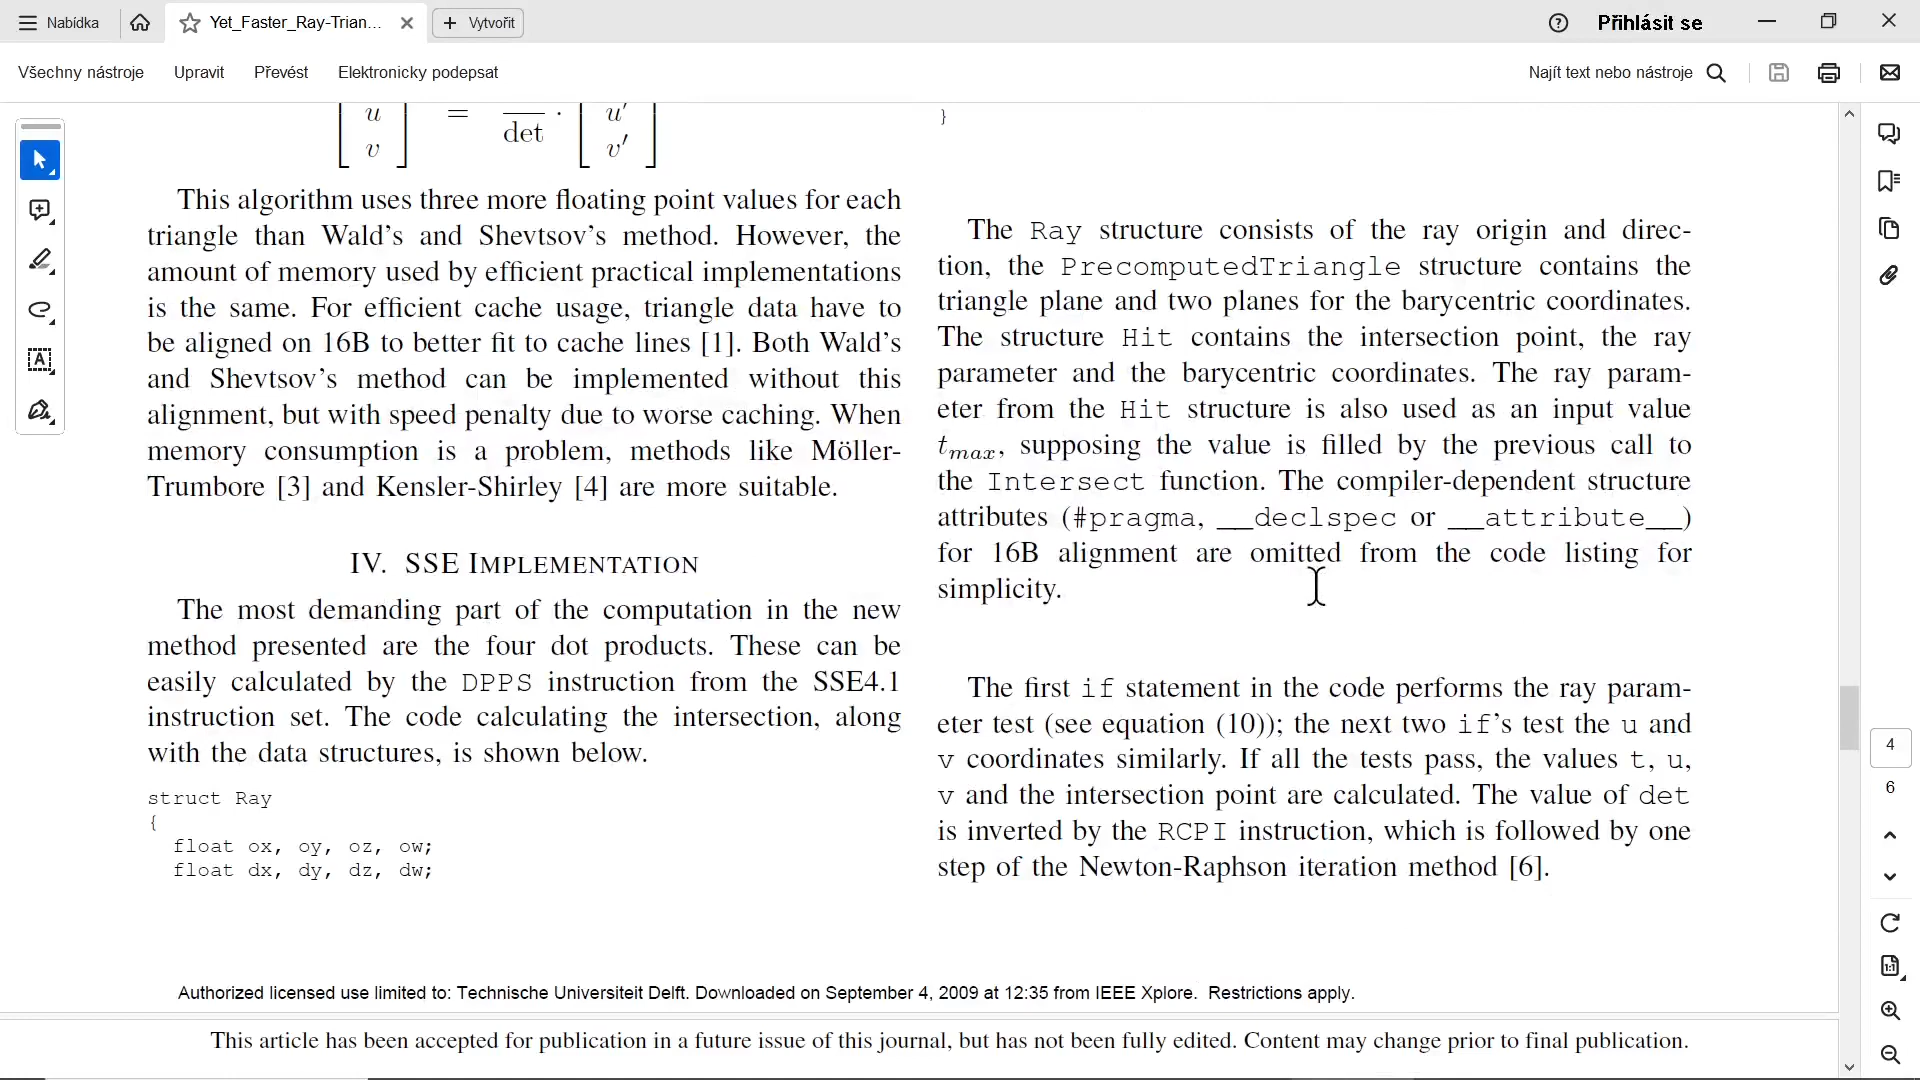 Nabídka
Yet_Faster_Ray-Trian...
Vytvořit
Přihlásit se
Všechny nástroje
Upravit
Převést
Elektronicky podepsat
Najít text nebo nástroje
[ u v ] = det · [ u′ v′ ]
This algorithm uses three more floating point values for each
triangle than Wald's and Shevtsov's method. However, the
amount of memory used by efficient practical implementations
is the same. For efficient cache usage, triangle data have to
be aligned on 16B to better fit to cache lines [1]. Both Wald's
and Shevtsov's method can be implemented without this
alignment, but with speed penalty due to worse caching. When
memory consumption is a problem, methods like Möller-
Trumbore [3] and Kensler-Shirley [4] are more suitable.
IV. SSE IMPLEMENTATION
The most demanding part of the computation in the new
method presented are the four dot products. These can be
easily calculated by the DPPS instruction from the SSE4.1
instruction set. The code calculating the intersection, along
with the data structures, is shown below.
struct Ray
{
float ox, oy, oz, ow;
float dx, dy, dz, dw;
}
The Ray structure consists of the ray origin and direc-
tion, the PrecomputedTriangle structure contains the
triangle plane and two planes for the barycentric coordinates.
The structure Hit contains the intersection point, the ray
parameter and the barycentric coordinates. The ray param-
eter from the Hit structure is also used as an input value
tmax, supposing the value is filled by the previous call to
the Intersect function. The compiler-dependent structure
attributes (#pragma, __declspec or __attribute__)
for 16B alignment are omitted from the code listing for
simplicity.
The first if statement in the code performs the ray param-
eter test (see equation (10)); the next two if's test the u and
v coordinates similarly. If all the tests pass, the values t, u,
v and the intersection point are calculated. The value of det
is inverted by the RCPI instruction, which is followed by one
step of the Newton-Raphson iteration method [6].
Authorized licensed use limited to: Technische Universiteit Delft. Downloaded on September 4, 2009 at 12:35 from IEEE Xplore. Restrictions apply.
This article has been accepted for publication in a future issue of this journal, but has not been fully edited. Content may change prior to final publication.
4
6
1:1